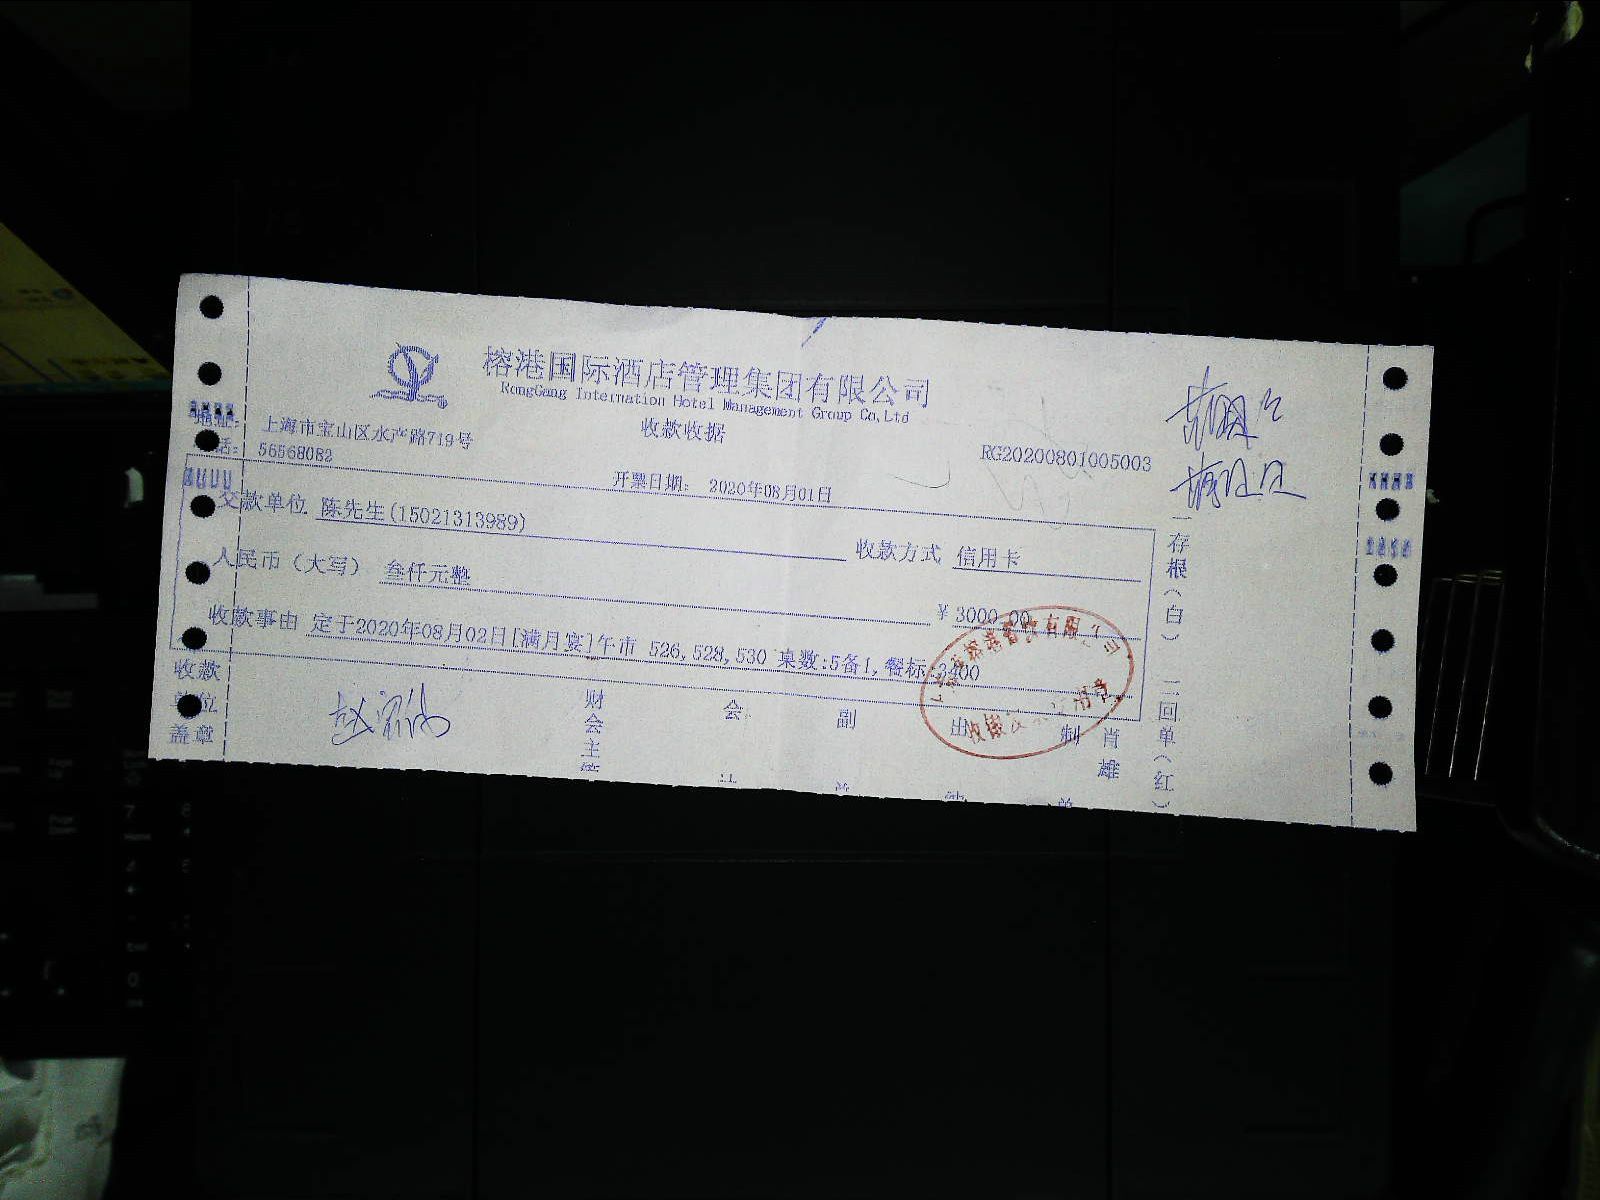 榕港国际酒店管理集团有限公司
RongGang Internation Hotel Management Group Co,Ltd
收款收据
地址: 上海市宝山区水产路719号
话: 56568082
RG20200801005003
开票日期: 2020年08月01日
交款单位 陈先生(15021313989)
收款方式 信用卡
人民币（大写） 叁仟元整
¥ 3000.00
收款事由 定于2020年08月02日[满月宴]午市 526,528,530 桌数:5备1,餐标:3400
收款
单位
盖章
财会主管
会
副
出
制
肖雄
一存根（白）
二回单（红）